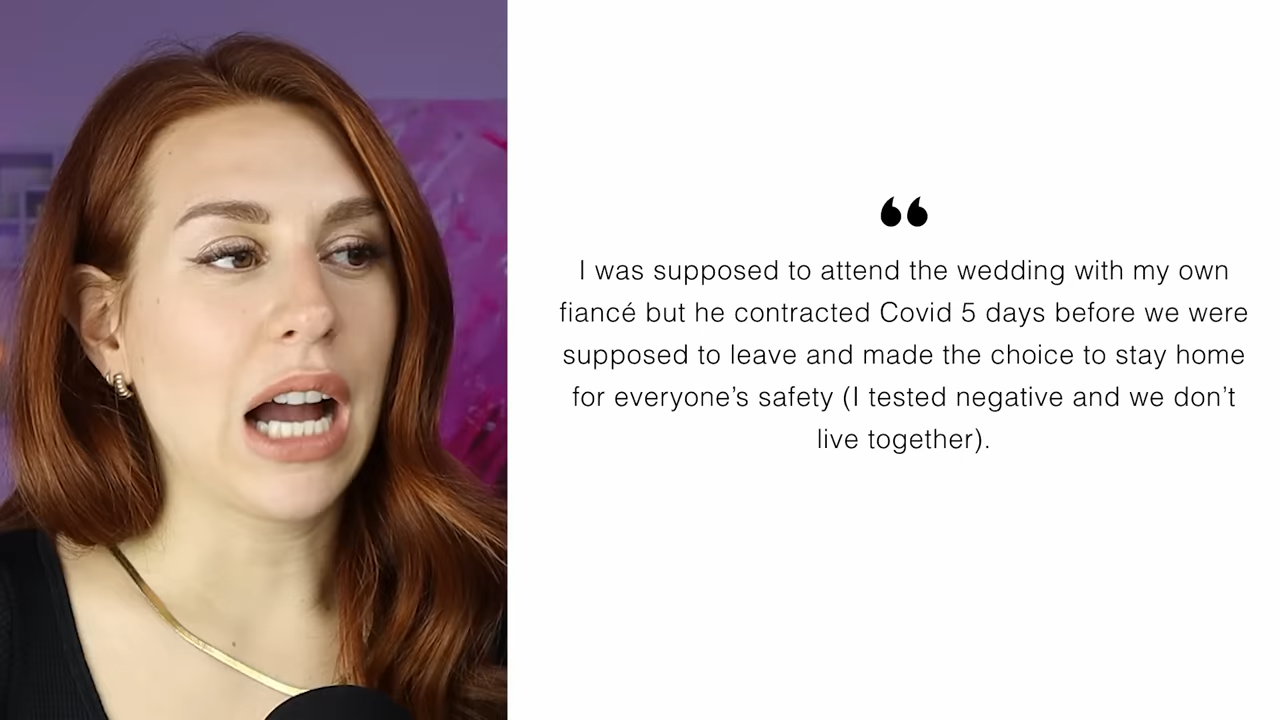 “
I was supposed to attend the wedding with my own
fiancé but he contracted Covid 5 days before we were
supposed to leave and made the choice to stay home
for everyone’s safety (I tested negative and we don’t
live together).